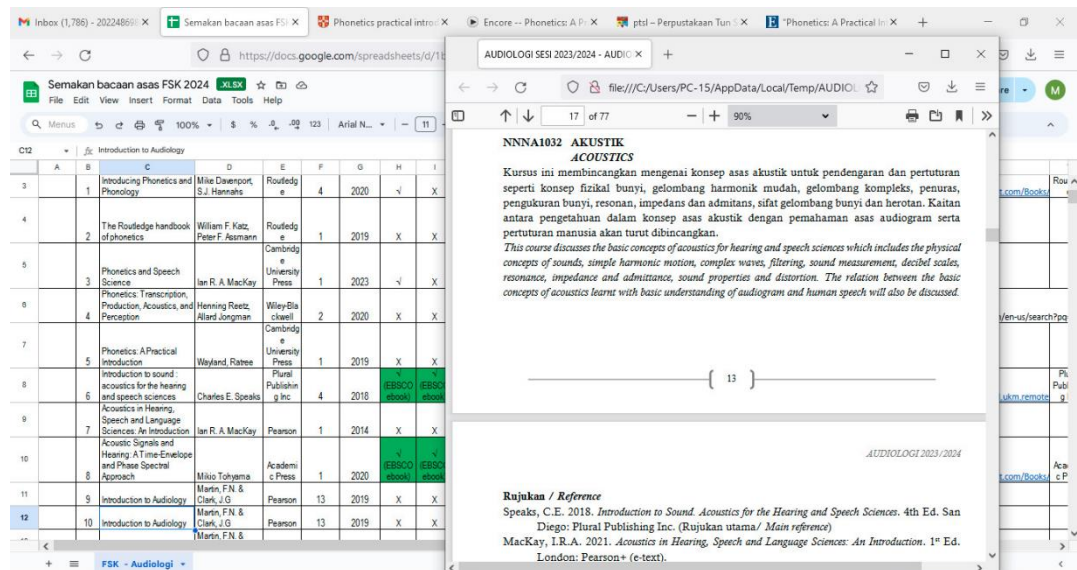 Inbox (1,786) - 20224869
Semakan bacaan asas FSK
Phonetics practical introd
Encore -- Phonetics: A Pr
ptsl – Perpustakaan Tun S
"Phonetics: A Practical In
https://docs.google.com/spreadsheets/d/1b
Semakan bacaan asas FSK 2024 .XLSX
File Edit View Insert Format Data Tools Help
Menus 100% $ % .0 .00 123 Arial N... 11
M
C12 fx Introduction to Audiology
A B C D E F G H I
3 1 Introducing Phonetics and Phonology Mike Davenport, S.J. Hannahs Routledge 4 2020 √ X
4 2 The Routledge handbook of phonetics William F. Katz, Peter F. Assmann Routledge 1 2019 X X
5 3 Phonetics and Speech Science Ian R. A. MacKay Cambridge University Press 1 2023 √ X
6 4 Phonetics: Transcription, Production, Acoustics, and Perception Henning Reetz, Allard Jongman Wiley-Blackwell 2 2020 X X
7 5 Phonetics: A Practical Introduction Wayland, Ratree Cambridge University Press 1 2019 X X
8 6 Introduction to sound : acoustics for the hearing and speech sciences Charles E. Speaks Plural Publishing Inc 4 2018 √ (EBSCO ebook) √ (EBSCO ebook)
9 7 Acoustics in Hearing, Speech and Language Sciences: An Introduction Ian R. A. MacKay Pearson 1 2014 X X
10 8 Acoustic Signals and Hearing: A Time-Envelope and Phase Spectral Approach Mikio Tohyama Academic Press 1 2020 √ (EBSCO ebook) √ (EBSCO ebook)
11 9 Introduction to Audiology Martin, F.N. & Clark, J.G Pearson 13 2019 X X
12 10 Introduction to Audiology Martin, F.N. & Clark, J.G Pearson 13 2019 X X
Martin, F.N. &
FSK - Audiologi
AUDIOLOGI SESI 2023/2024 - AUDIO
file:///C:/Users/PC-15/AppData/Local/Temp/AUDIOL
17 of 77 90%
NNNA1032 AKUSTIK
ACOUSTICS
Kursus ini membincangkan mengenai konsep asas akustik untuk pendengaran dan pertuturan
seperti konsep fizikal bunyi, gelombang harmonik mudah, gelombang kompleks, penuras,
pengukuran bunyi, resonan, impedans dan admitans, sifat gelombang bunyi dan herotan. Kaitan
antara pengetahuan dalam konsep asas akustik dengan pemahaman asas audiogram serta
pertuturan manusia akan turut dibincangkan.
This course discusses the basic concepts of acoustics for hearing and speech sciences which includes the physical
concepts of sounds, simple harmonic motion, complex waves, filtering, sound measurement, decibel scales,
resonance, impedance and admittance, sound properties and distortion. The relation between the basic
concepts of acoustics learnt with basic understanding of audiogram and human speech will also be discussed.
13
AUDIOLOGI 2023/2024
Rujukan / Reference
Speaks, C.E. 2018. Introduction to Sound. Acoustics for the Hearing and Speech Sciences. 4th Ed. San
Diego: Plural Publishing Inc. (Rujukan utama/ Main reference)
MacKay, I.R.A. 2021. Acoustics in Hearing, Speech and Language Sciences: An Introduction. 1st Ed.
London: Pearson+ (e-text).
t.com/Books/
Rou
/en-us/search?pq
.ukm.remote
t.com/Books/